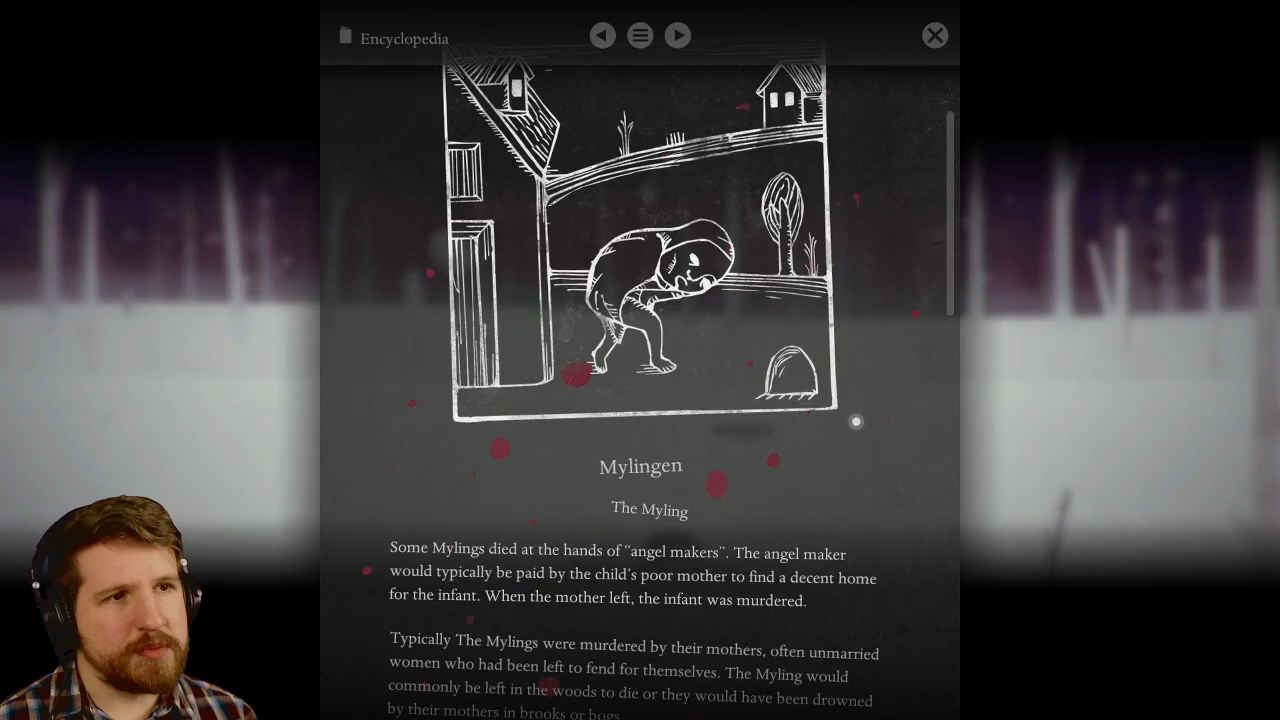 Encyclopedia
Mylingen
The Myling
Some Mylings died at the hands of “angel makers”. The angel maker
would typically be paid by the child’s poor mother to find a decent home
for the infant. When the mother left, the infant was murdered.
Typically The Mylings were murdered by their mothers, often unmarried
women who had been left to fend for themselves. The Myling would
commonly be left in the woods to die or they would have been drowned
by their mothers in brooks or bogs.